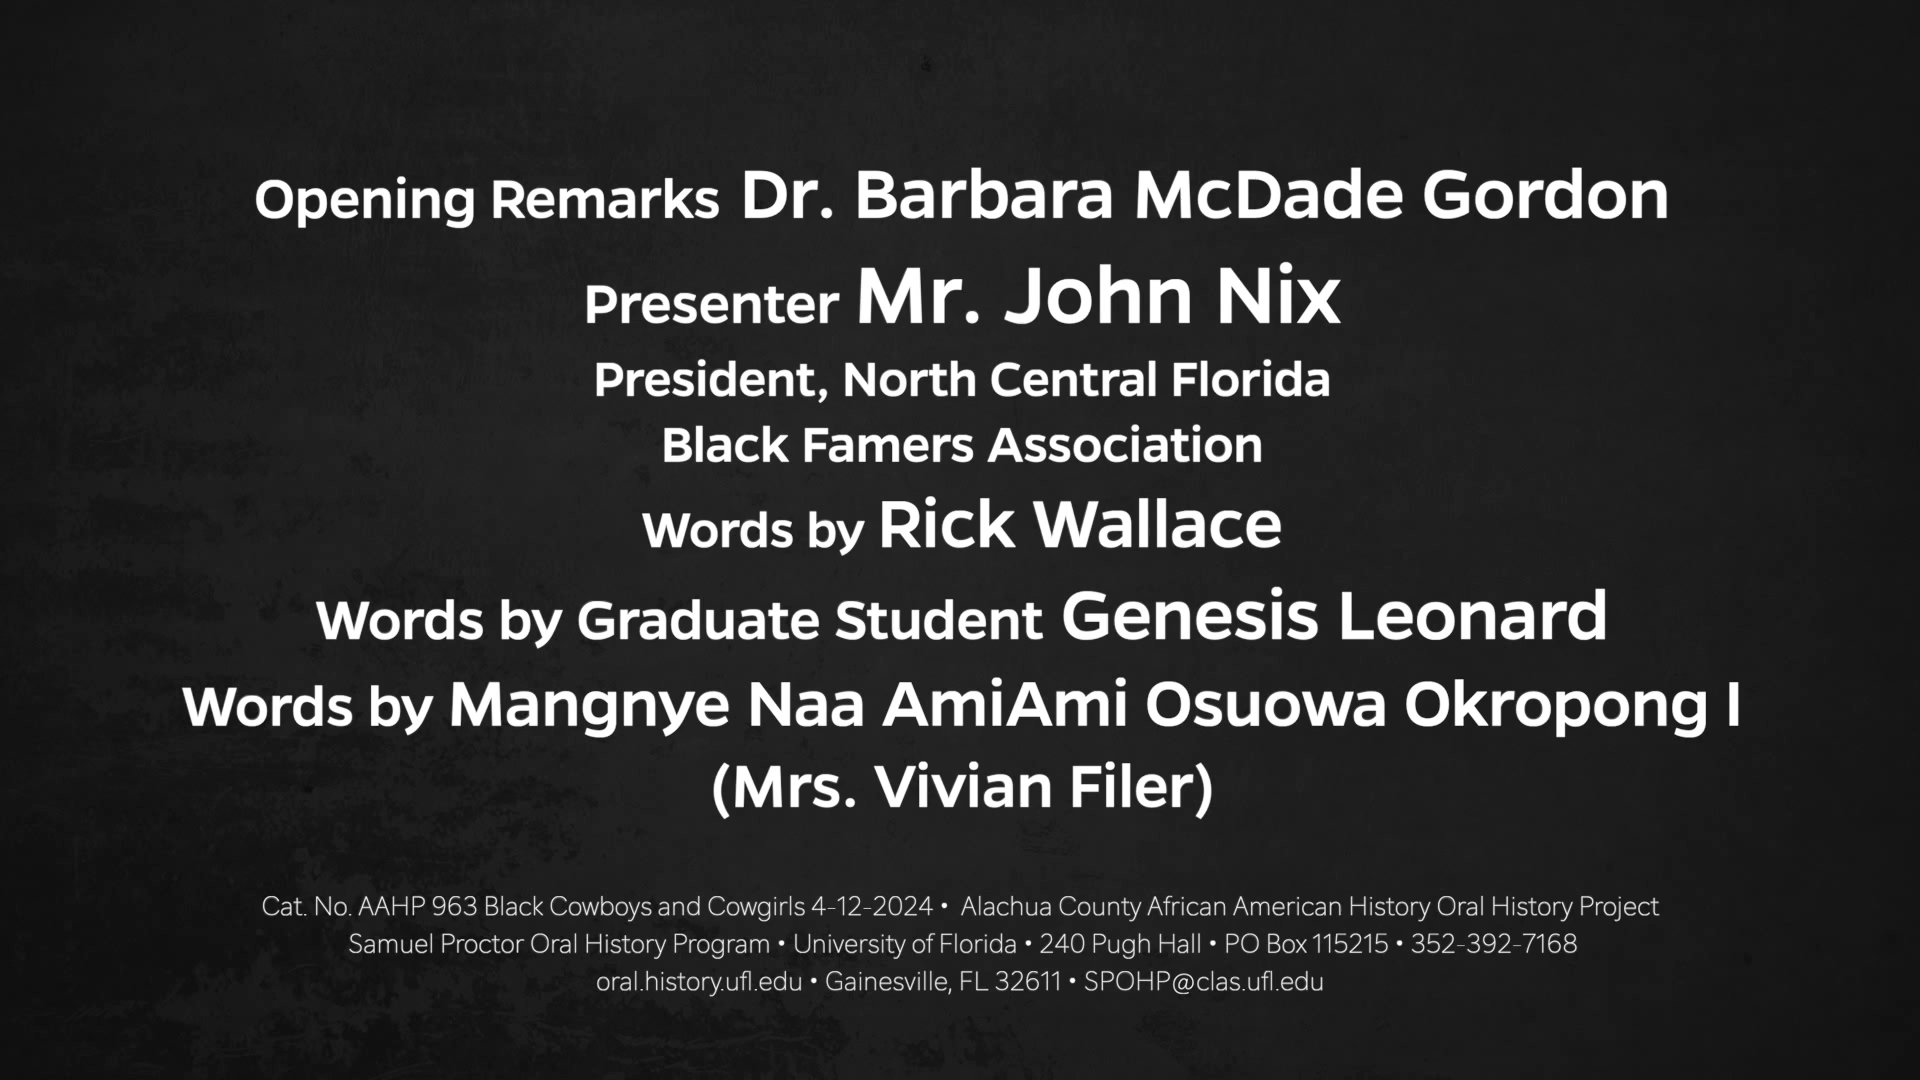 Opening Remarks Dr. Barbara McDade Gordon
Presenter Mr. John Nix
President, North Central Florida
Black Famers Association
Words by Rick Wallace
Words by Graduate Student Genesis Leonard
Words by Mangnye Naa AmiAmi Osuowa Okropong I
(Mrs. Vivian Filer)
Cat. No. AAHP 963 Black Cowboys and Cowgirls 4-12-2024 • Alachua County African American History Oral History Project
Samuel Proctor Oral History Program • University of Florida • 240 Pugh Hall • PO Box 115215 • 352-392-7168
oral.history.ufl.edu • Gainesville, FL 32611 • SPOHP@clas.ufl.edu